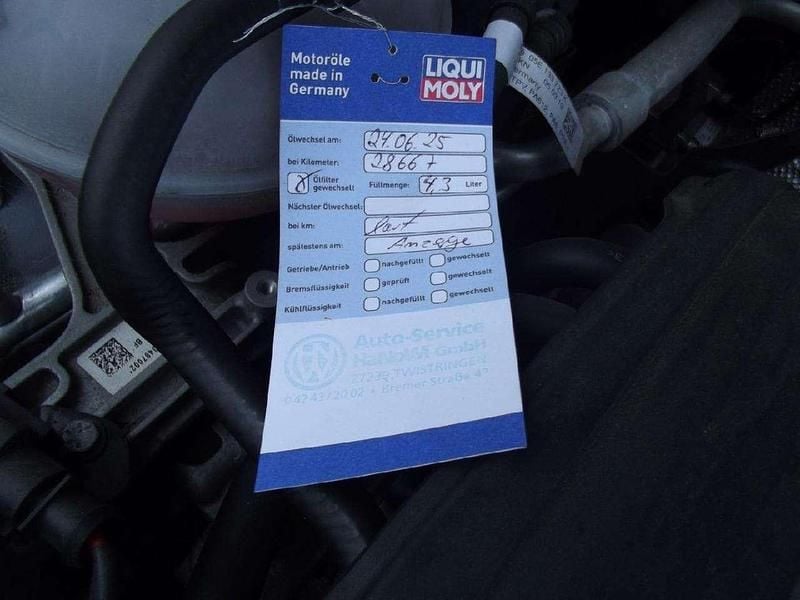 Motoröle
made in
Germany
LIQUI
MOLY
Ölwechsel am: 24.06.25
bei Kilometer: 28667
X Ölfilter gewechselt Füllmenge: 4,3 Liter
Nächster Ölwechsel:
bei km: laut
spätestens am: Anzeige
Getriebe/Antrieb nachgefüllt gewechselt
Bremsflüssigkeit geprüft gewechselt
Kühlflüssigkeit nachgefüllt gewechselt
Auto-Service
GmbH
27239 TWISTRINGEN
Bremer Straße
Germany